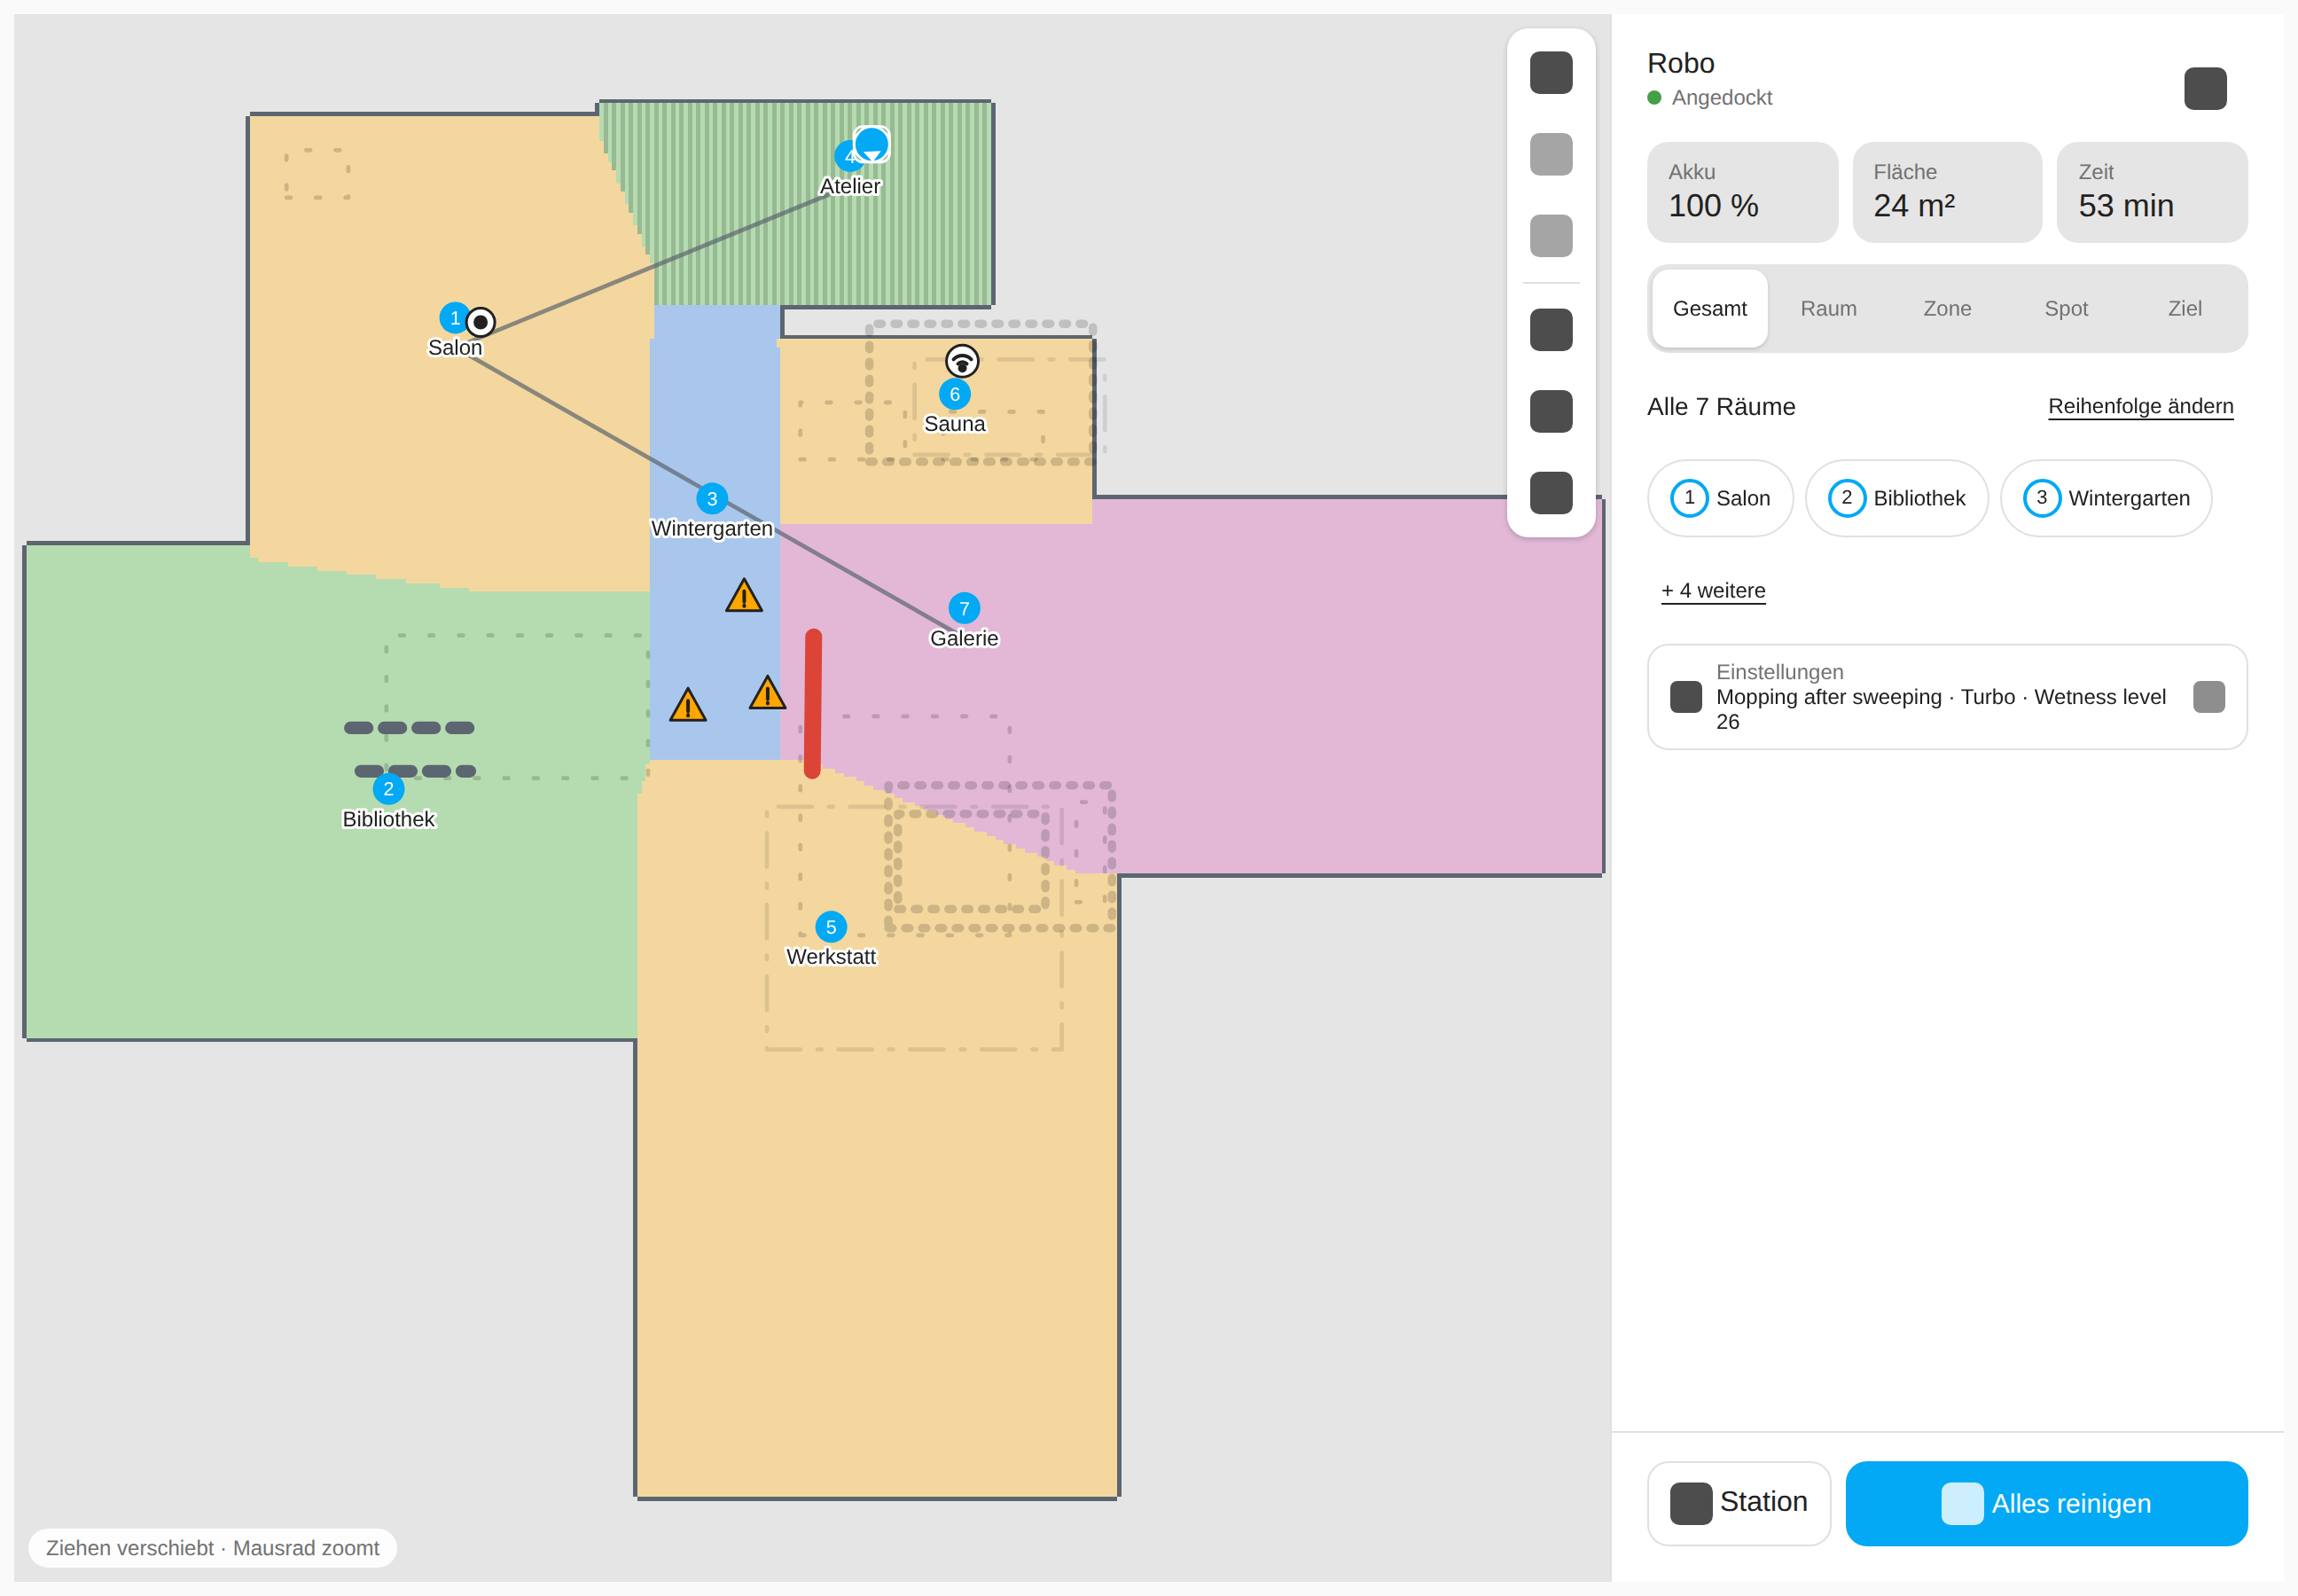 4
Atelier
1
Salon
6
Sauna
3
Wintergarten
7
Galerie
2
Bibliothek
5
Werkstatt
Ziehen verschiebt · Mausrad zoomt
Robo
Angedockt
Akku
100 %
Fläche
24 m²
Zeit
53 min
Gesamt
Raum
Zone
Spot
Ziel
Alle 7 Räume
Reihenfolge ändern
1 Salon
2 Bibliothek
3 Wintergarten
+ 4 weitere
Einstellungen
Mopping after sweeping · Turbo · Wetness level
26
Station
Alles reinigen